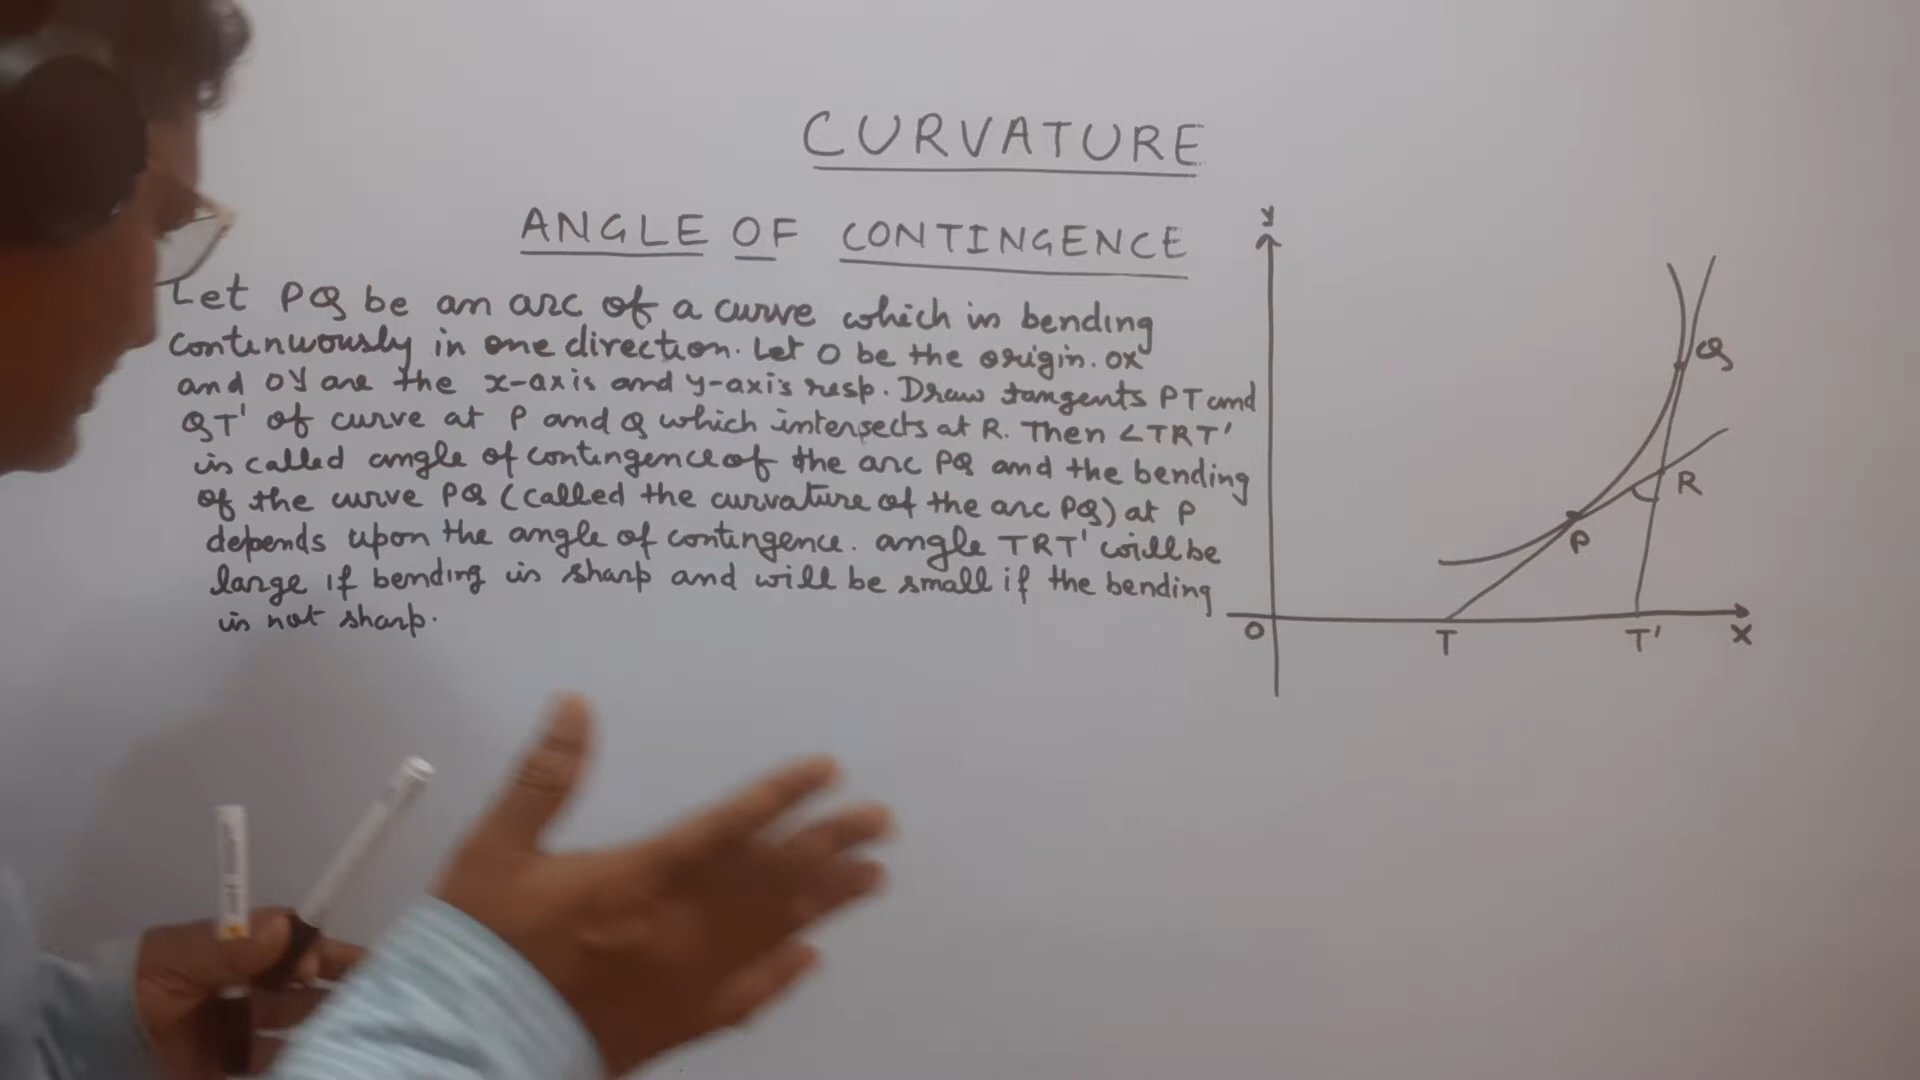 CURVATURE
ANGLE OF CONTINGENCE
Let PQ be an arc of a curve which is bending
continuously in one direction. Let O be the origin. OX
and OY are the x-axis and y-axis resp. Draw tangents PT and
QT' of curve at P and Q which intersects at R. Then ∠TRT'
is called angle of contingence of the arc PQ and the bending
of the curve PQ (called the curvature of the arc PQ) at P
depends upon the angle of contingence. angle TRT' will be
large if bending is sharp and will be small if the bending
is not sharp.
Y
Q
R
P
O
T
T'
X